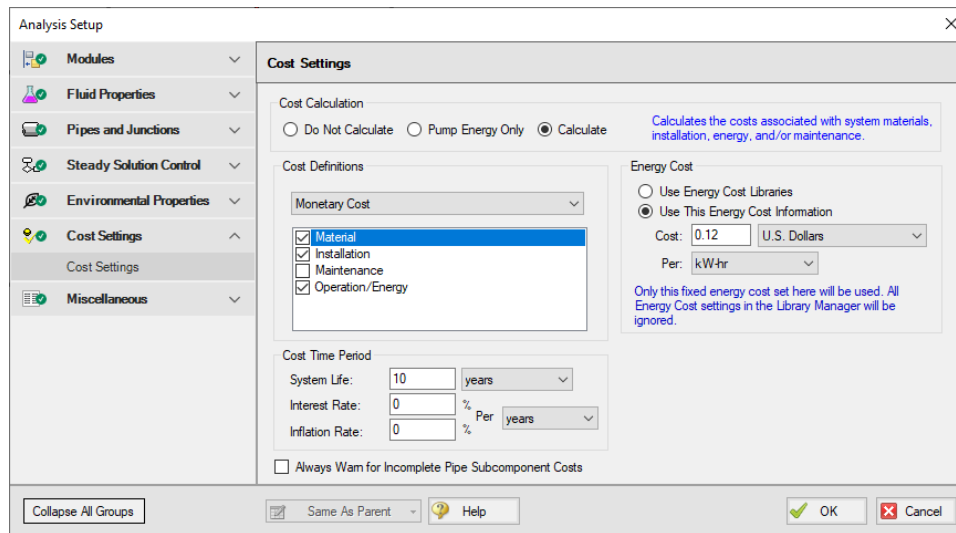 Analysis Setup
Modules
Fluid Properties
Pipes and Junctions
Steady Solution Control
Environmental Properties
Cost Settings
Cost Settings
Miscellaneous
Cost Settings
Cost Calculation
Do Not Calculate
Pump Energy Only
Calculate
Calculates the costs associated with system materials,
installation, energy, and/or maintenance.
Cost Definitions
Monetary Cost
Material
Installation
Maintenance
Operation/Energy
Energy Cost
Use Energy Cost Libraries
Use This Energy Cost Information
Cost: 0.12 U.S. Dollars
Per: kW-hr
Only this fixed energy cost set here will be used. All
Energy Cost settings in the Library Manager will be
ignored.
Cost Time Period
System Life: 10 years
Interest Rate: 0 %
Per years
Inflation Rate: 0 %
Always Warn for Incomplete Pipe Subcomponent Costs
Collapse All Groups
Same As Parent
Help
OK
Cancel